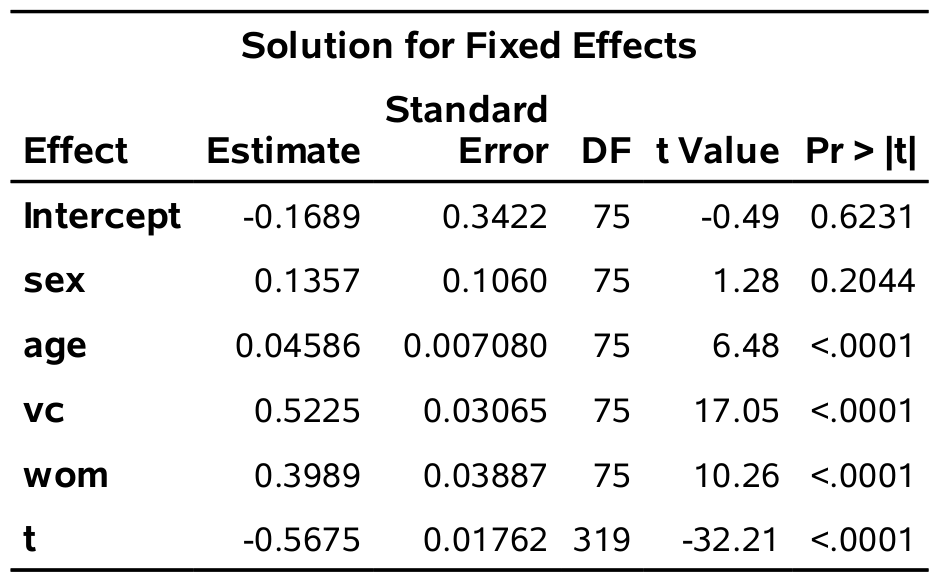 Solution for Fixed Effects
Standard
Effect Estimate Error DF t Value Pr > |t|
Intercept -0.1689 0.3422 75 -0.49 0.6231
sex 0.1357 0.1060 75 1.28 0.2044
age 0.04586 0.007080 75 6.48 <.0001
vc 0.5225 0.03065 75 17.05 <.0001
wom 0.3989 0.03887 75 10.26 <.0001
t -0.5675 0.01762 319 -32.21 <.0001